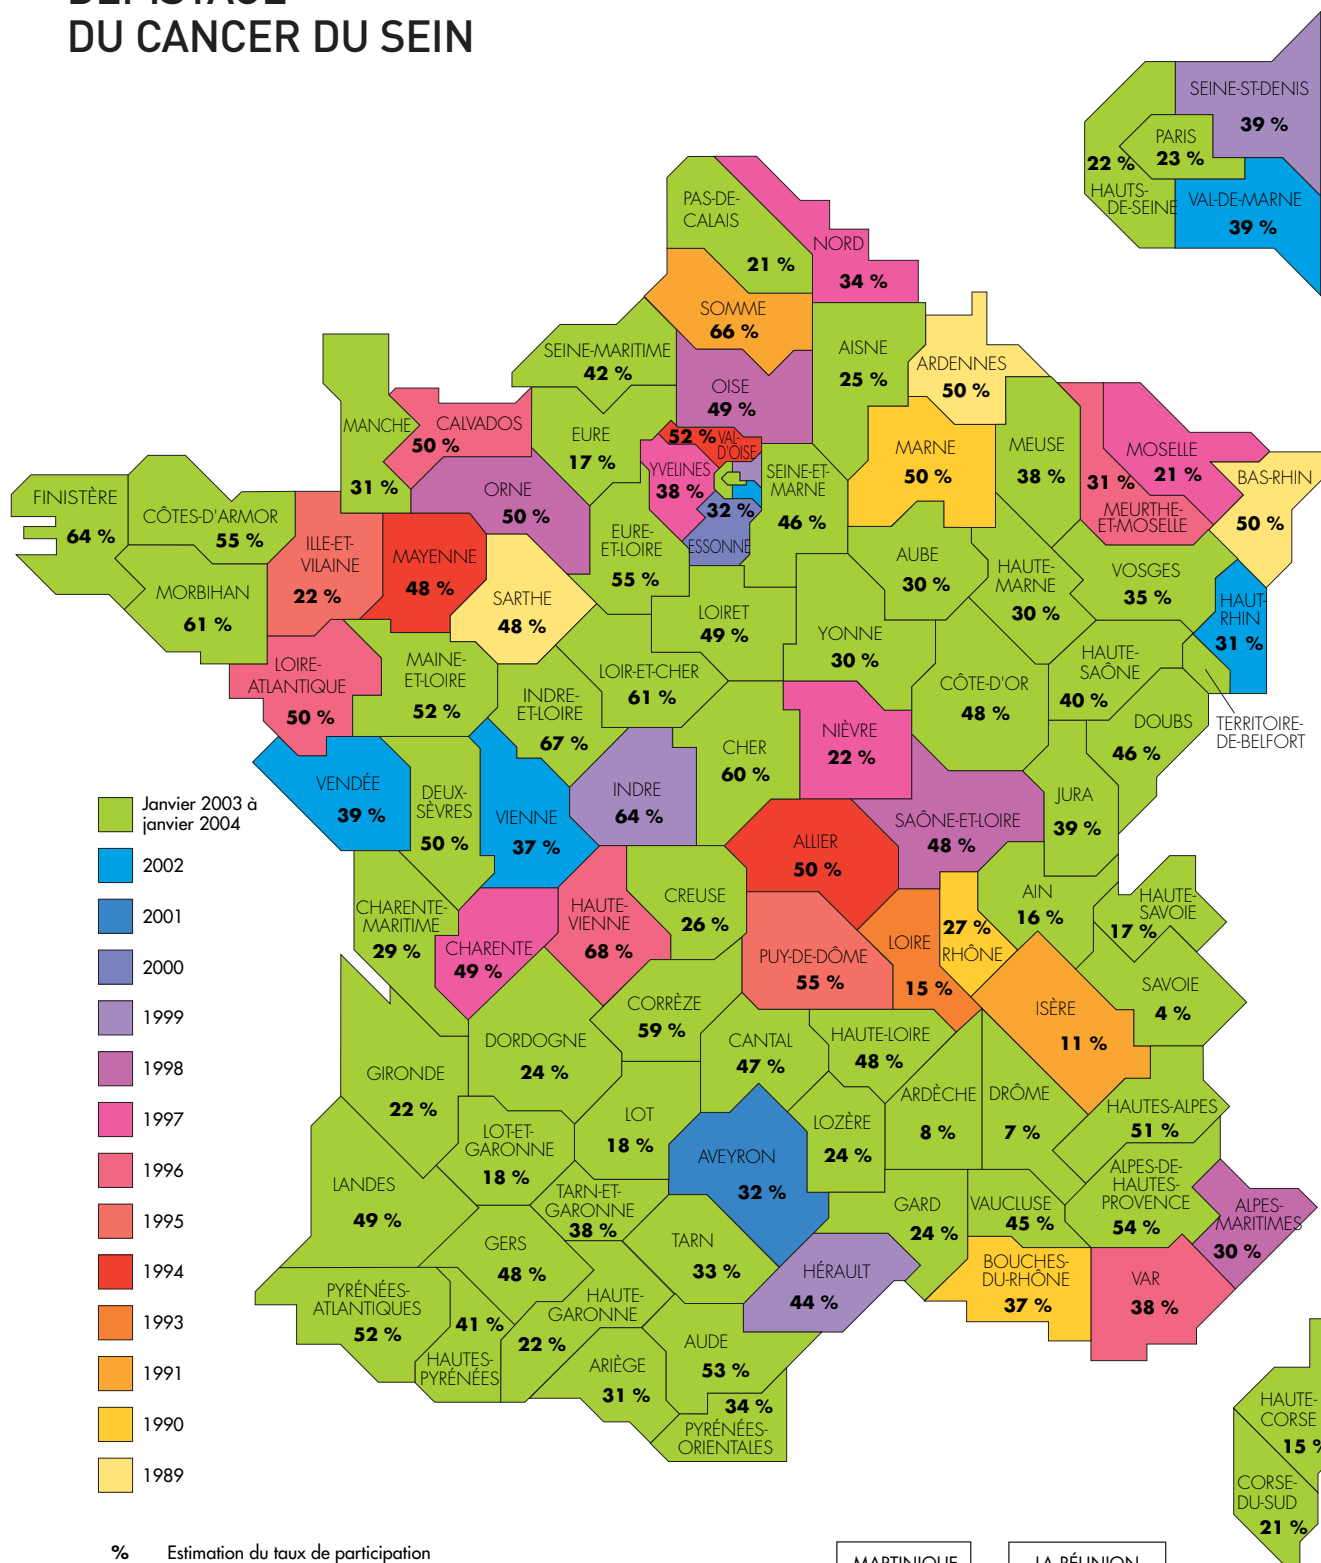 DU CANCER DU SEIN
SEINE-ST-DENIS
39 %
PARIS
23 %
22 %
HAUTS-
DE-SEINE
VAL-DE-MARNE
39 %
PAS-DE-
CALAIS
21 %
NORD
34 %
SOMME
66 %
SEINE-MARITIME
42 %
OISE
49 %
AISNE
25 %
ARDENNES
50 %
MANCHE
31 %
CALVADOS
50 %
EURE
17 %
52 %
VAL-
D'OISE
YVELINES
38 %
SEINE-ET-
MARNE
46 %
32 %
ESSONNE
MARNE
50 %
MEUSE
38 %
MOSELLE
21 %
31 %
MEURTHE-
ET-MOSELLE
BAS-RHIN
50 %
FINISTÈRE
64 %
CÔTES-D'ARMOR
55 %
MORBIHAN
61 %
ILLE-ET-
VILAINE
22 %
MAYENNE
48 %
ORNE
50 %
SARTHE
48 %
EURE-
ET-LOIRE
55 %
AUBE
30 %
HAUTE-
MARNE
30 %
VOSGES
35 %
HAUT-
RHIN
31 %
LOIRET
49 %
YONNE
30 %
LOIRE-
ATLANTIQUE
50 %
MAINE-
ET-LOIRE
52 %
INDRE-
ET-LOIRE
67 %
LOIR-ET-CHER
61 %
CÔTE-D'OR
48 %
HAUTE-
SAÔNE
40 %
DOUBS
46 %
TERRITOIRE-
DE-BELFORT
VENDÉE
39 %
DEUX-
SÈVRES
50 %
VIENNE
37 %
INDRE
64 %
CHER
60 %
NIÈVRE
22 %
SAÔNE-ET-LOIRE
48 %
JURA
39 %
ALLIER
50 %
CHARENTE-
MARITIME
29 %
CHARENTE
49 %
HAUTE-
VIENNE
68 %
CREUSE
26 %
PUY-DE-DÔME
55 %
LOIRE
15 %
27 %
RHÔNE
AIN
16 %
HAUTE-
SAVOIE
17 %
SAVOIE
4 %
ISÈRE
11 %
CORRÈZE
59 %
DORDOGNE
24 %
GIRONDE
22 %
CANTAL
47 %
HAUTE-LOIRE
48 %
ARDÈCHE
8 %
DRÔME
7 %
HAUTES-ALPES
51 %
LOT
18 %
LOT-ET-
GARONNE
18 %
AVEYRON
32 %
LOZÈRE
24 %
LANDES
49 %
TARN-ET-
GARONNE
38 %
GARD
24 %
VAUCLUSE
45 %
ALPES-DE-
HAUTES-
PROVENCE
54 %
ALPES-
MARITIMES
30 %
GERS
48 %
TARN
33 %
HÉRAULT
44 %
BOUCHES-
DU-RHÔNE
37 %
VAR
38 %
PYRÉNÉES-
ATLANTIQUES
52 %
41 %
HAUTES-
PYRÉNÉES
HAUTE-
GARONNE
22 %
ARIÈGE
31 %
AUDE
53 %
34 %
PYRÉNÉES-
ORIENTALES
HAUTE-
CORSE
15 %
CORSE-
DU-SUD
21 %
Janvier 2003 à
janvier 2004
2002
2001
2000
1999
1998
1997
1996
1995
1994
1993
1991
1990
1989
% Estimation du taux de participation
MARTINIQUE
LA RÉUNION